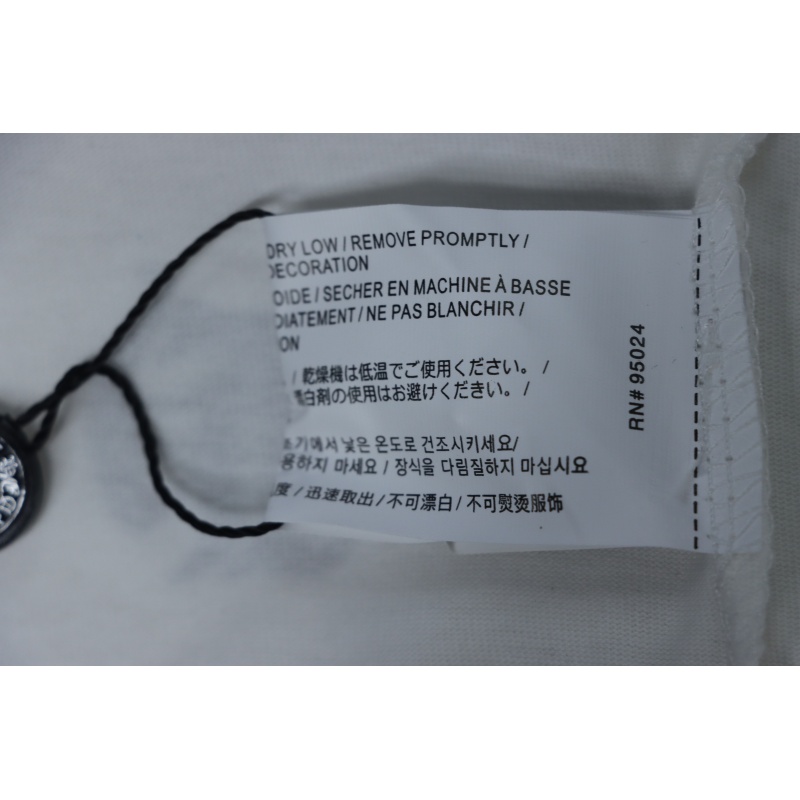 DRY LOW / REMOVE PROMPTLY /
DECORATION
OIDE / SECHER EN MACHINE À BASSE
DIATEMENT / NE PAS BLANCHIR /
ON
/ 乾燥機は低温でご使用ください。 /
白剤の使用はお避けください。 /
기에서 낮은 온도로 건조시키세요/
용하지 마세요 / 장식을 다림질하지 마십시요
度 / 迅速取出 / 不可漂白 / 不可熨烫服饰
RN# 95024